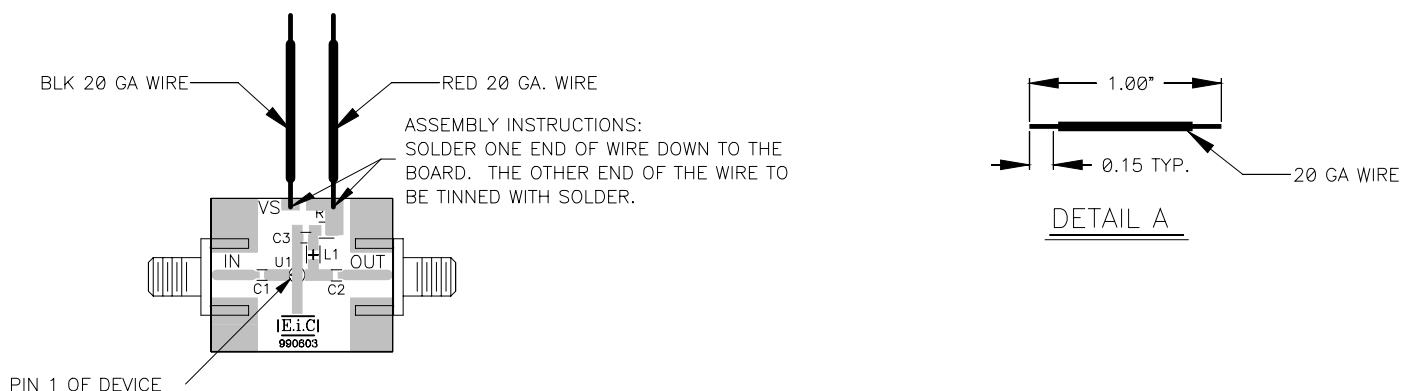 BLK 20 GA WIRE
RED 20 GA. WIRE
ASSEMBLY INSTRUCTIONS:
SOLDER ONE END OF WIRE DOWN TO THE
BOARD. THE OTHER END OF THE WIRE TO
BE TINNED WITH SOLDER.
VS
R
C3
L1
IN
U1
OUT
C1
C2
E.i.C
990603
PIN 1 OF DEVICE
1.00"
0.15 TYP.
20 GA WIRE
DETAIL A